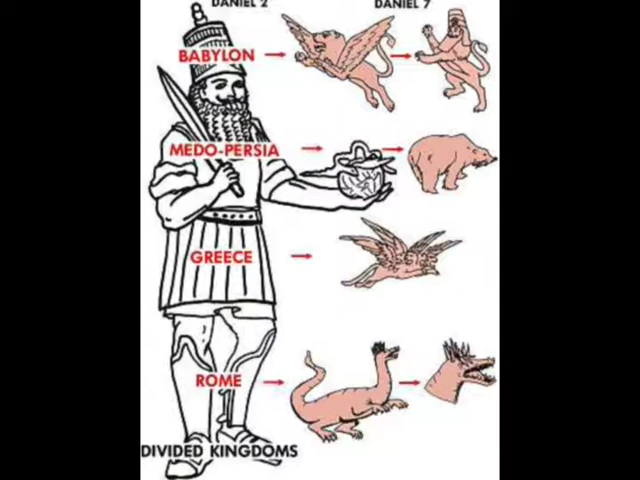 DANIEL 2 DANIEL 7
BABYLON
MEDO-PERSIA
GREECE
ROME
DIVIDED KINGDOMS